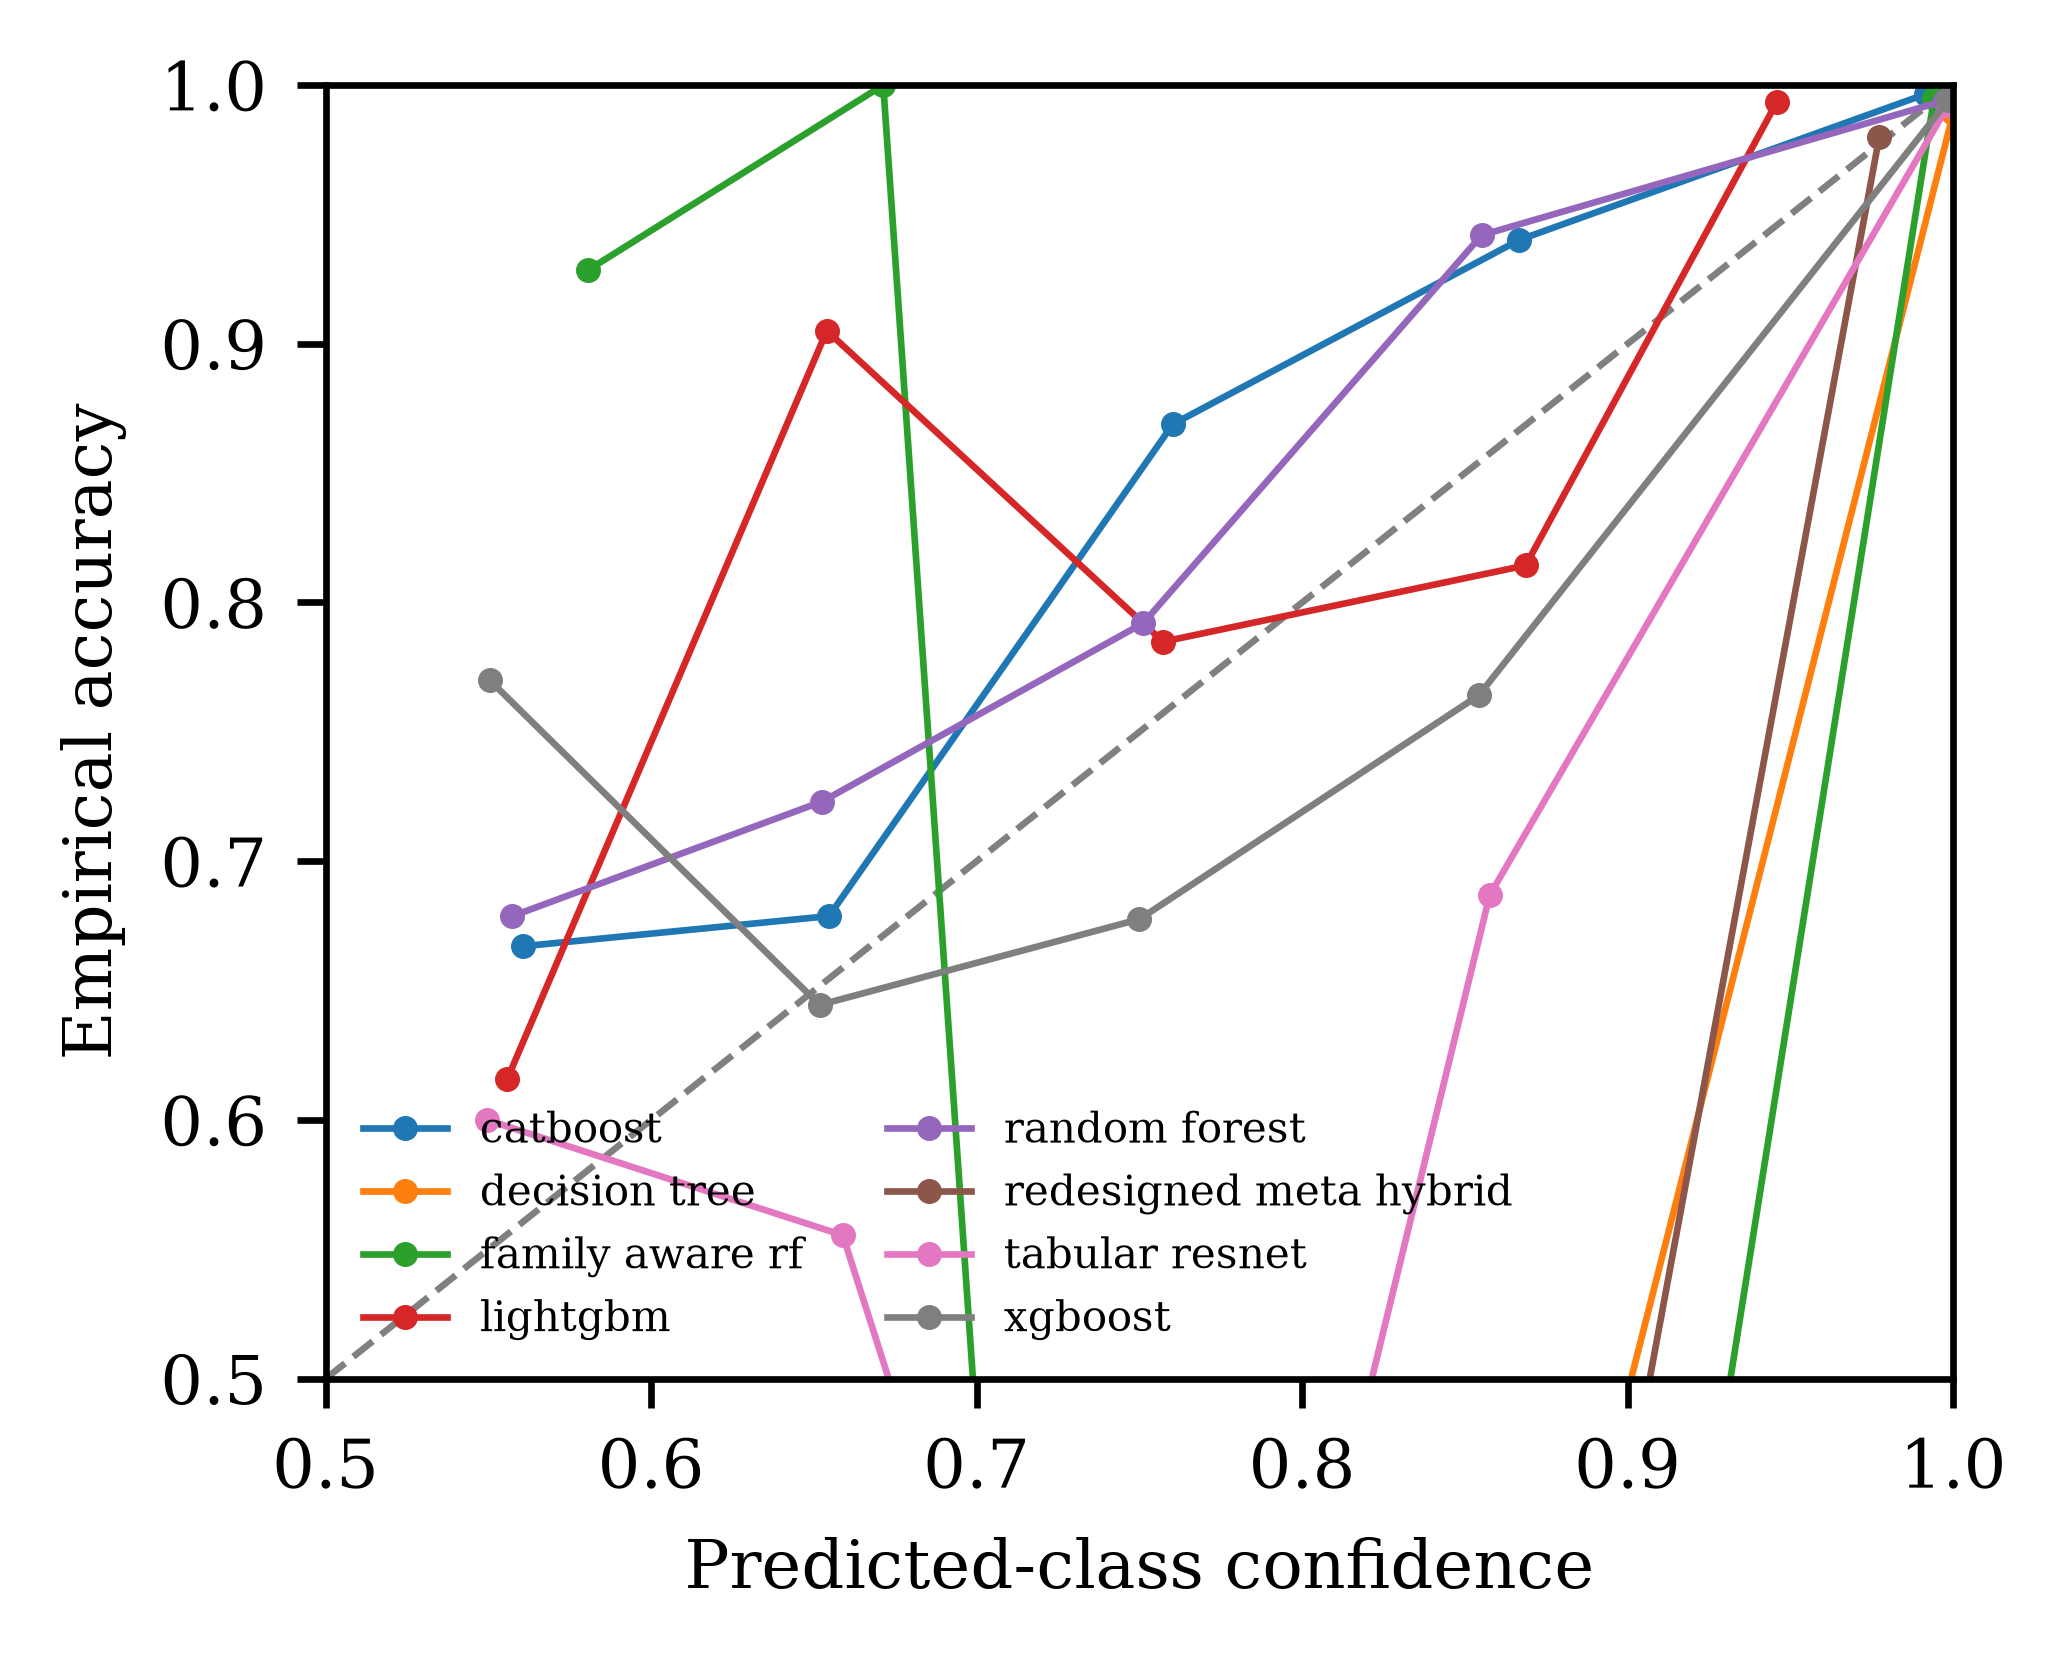 1.0
0.9
0.8
0.7
0.6
0.5
Empirical accuracy
catboost
decision tree
family aware rf
lightgbm
random forest
redesigned meta hybrid
tabular resnet
xgboost
0.5 0.6 0.7 0.8 0.9 1.0
Predicted-class confidence